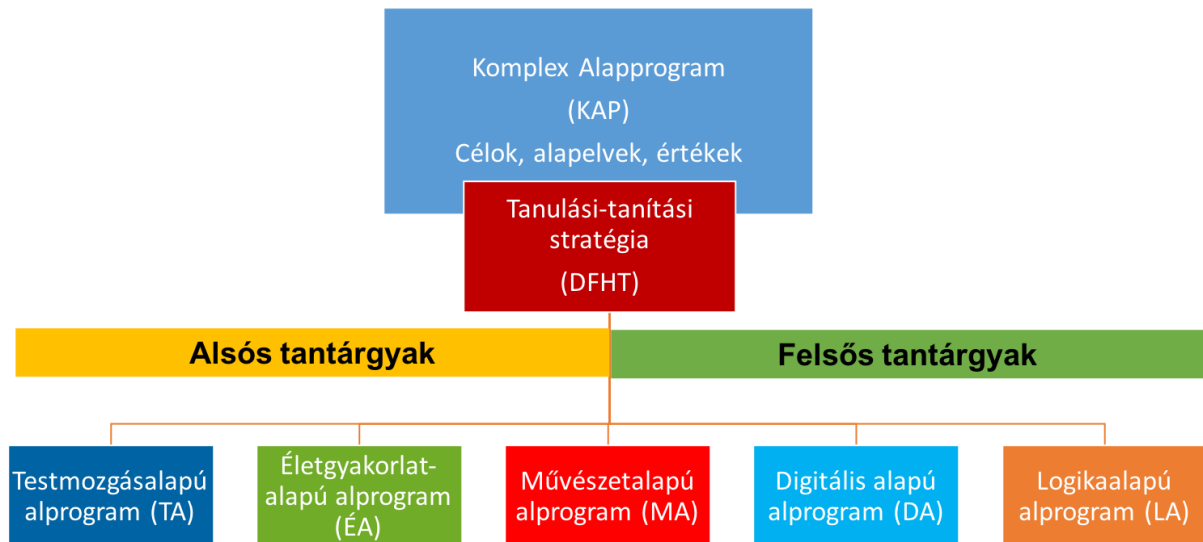 Komplex Alapprogram
(KAP)
Célok, alapelvek, értékek
Tanulási-tanítási
stratégia
(DFHT)
Alsós tantárgyak
Felsős tantárgyak
Testmozgásalapú
alprogram (TA)
Életgyakorlat-
alapú alprogram
(ÉA)
Művészetalapú
alprogram (MA)
Digitális alapú
alprogram (DA)
Logikaalapú
alprogram (LA)